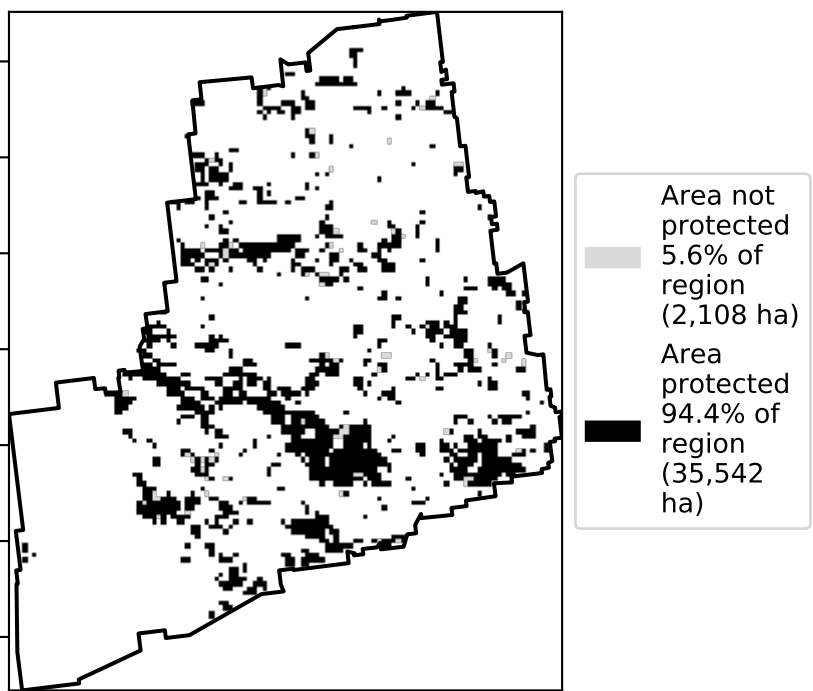 Area not
protected
5.6% of
region
(2,108 ha)
Area
protected
94.4% of
region
(35,542
ha)